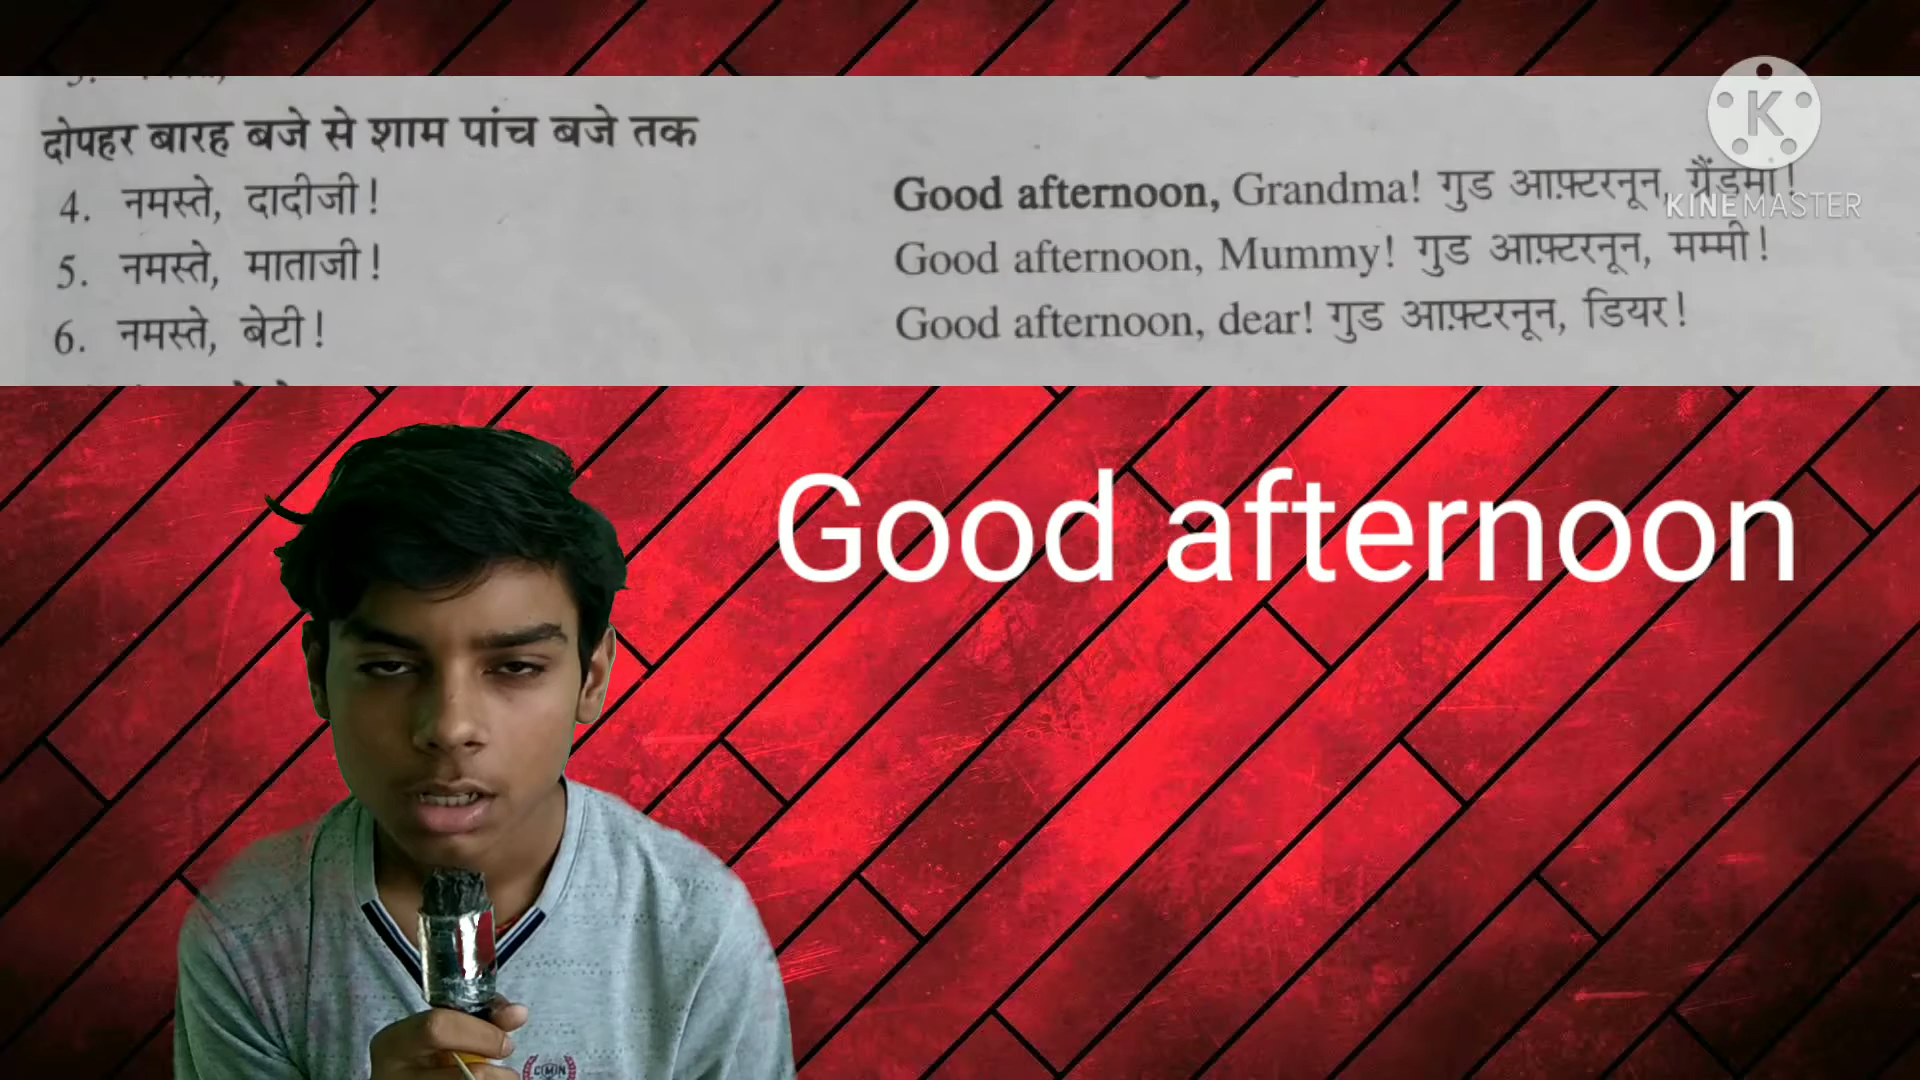 दोपहर बारह बजे से शाम पांच बजे तक
4. नमस्ते, दादीजी! Good afternoon, Grandma! गुड आफ़्टरनून, ग्रैंडमा!
5. नमस्ते, माताजी! Good afternoon, Mummy! गुड आफ़्टरनून, मम्मी!
6. नमस्ते, बेटी! Good afternoon, dear! गुड आफ़्टरनून, डियर!
K
KINEMASTER
Good afternoon
CMN